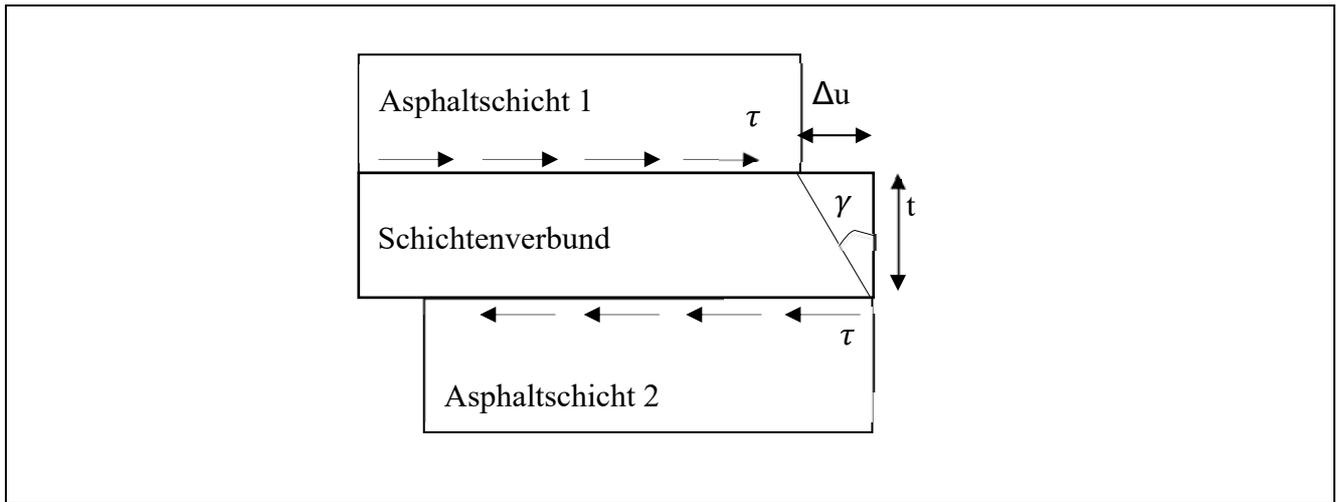 Δu
Asphaltschicht 1
τ
γ
t
Schichtenverbund
τ
Asphaltschicht 2